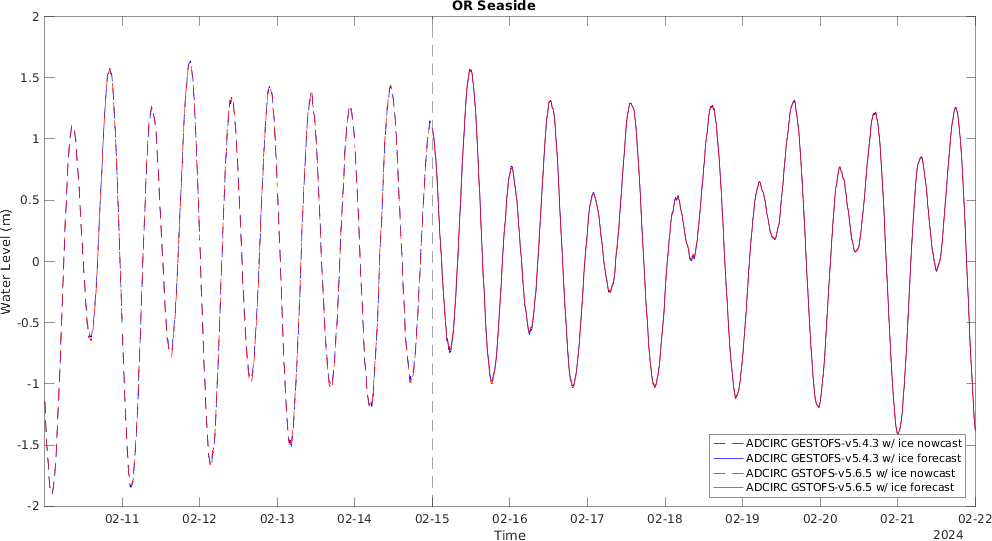 OR Seaside
2
1.5
1
0.5
0
-0.5
-1
-1.5
-2
Water Level (m)
02-11 02-12 02-13 02-14 02-15 02-16 02-17 02-18 02-19 02-20 02-21 02-22
Time
2024
ADCIRC GESTOFS-v5.4.3 w/ ice nowcast
ADCIRC GESTOFS-v5.4.3 w/ ice forecast
ADCIRC GSTOFS-v5.6.5 w/ ice nowcast
ADCIRC GSTOFS-v5.6.5 w/ ice forecast